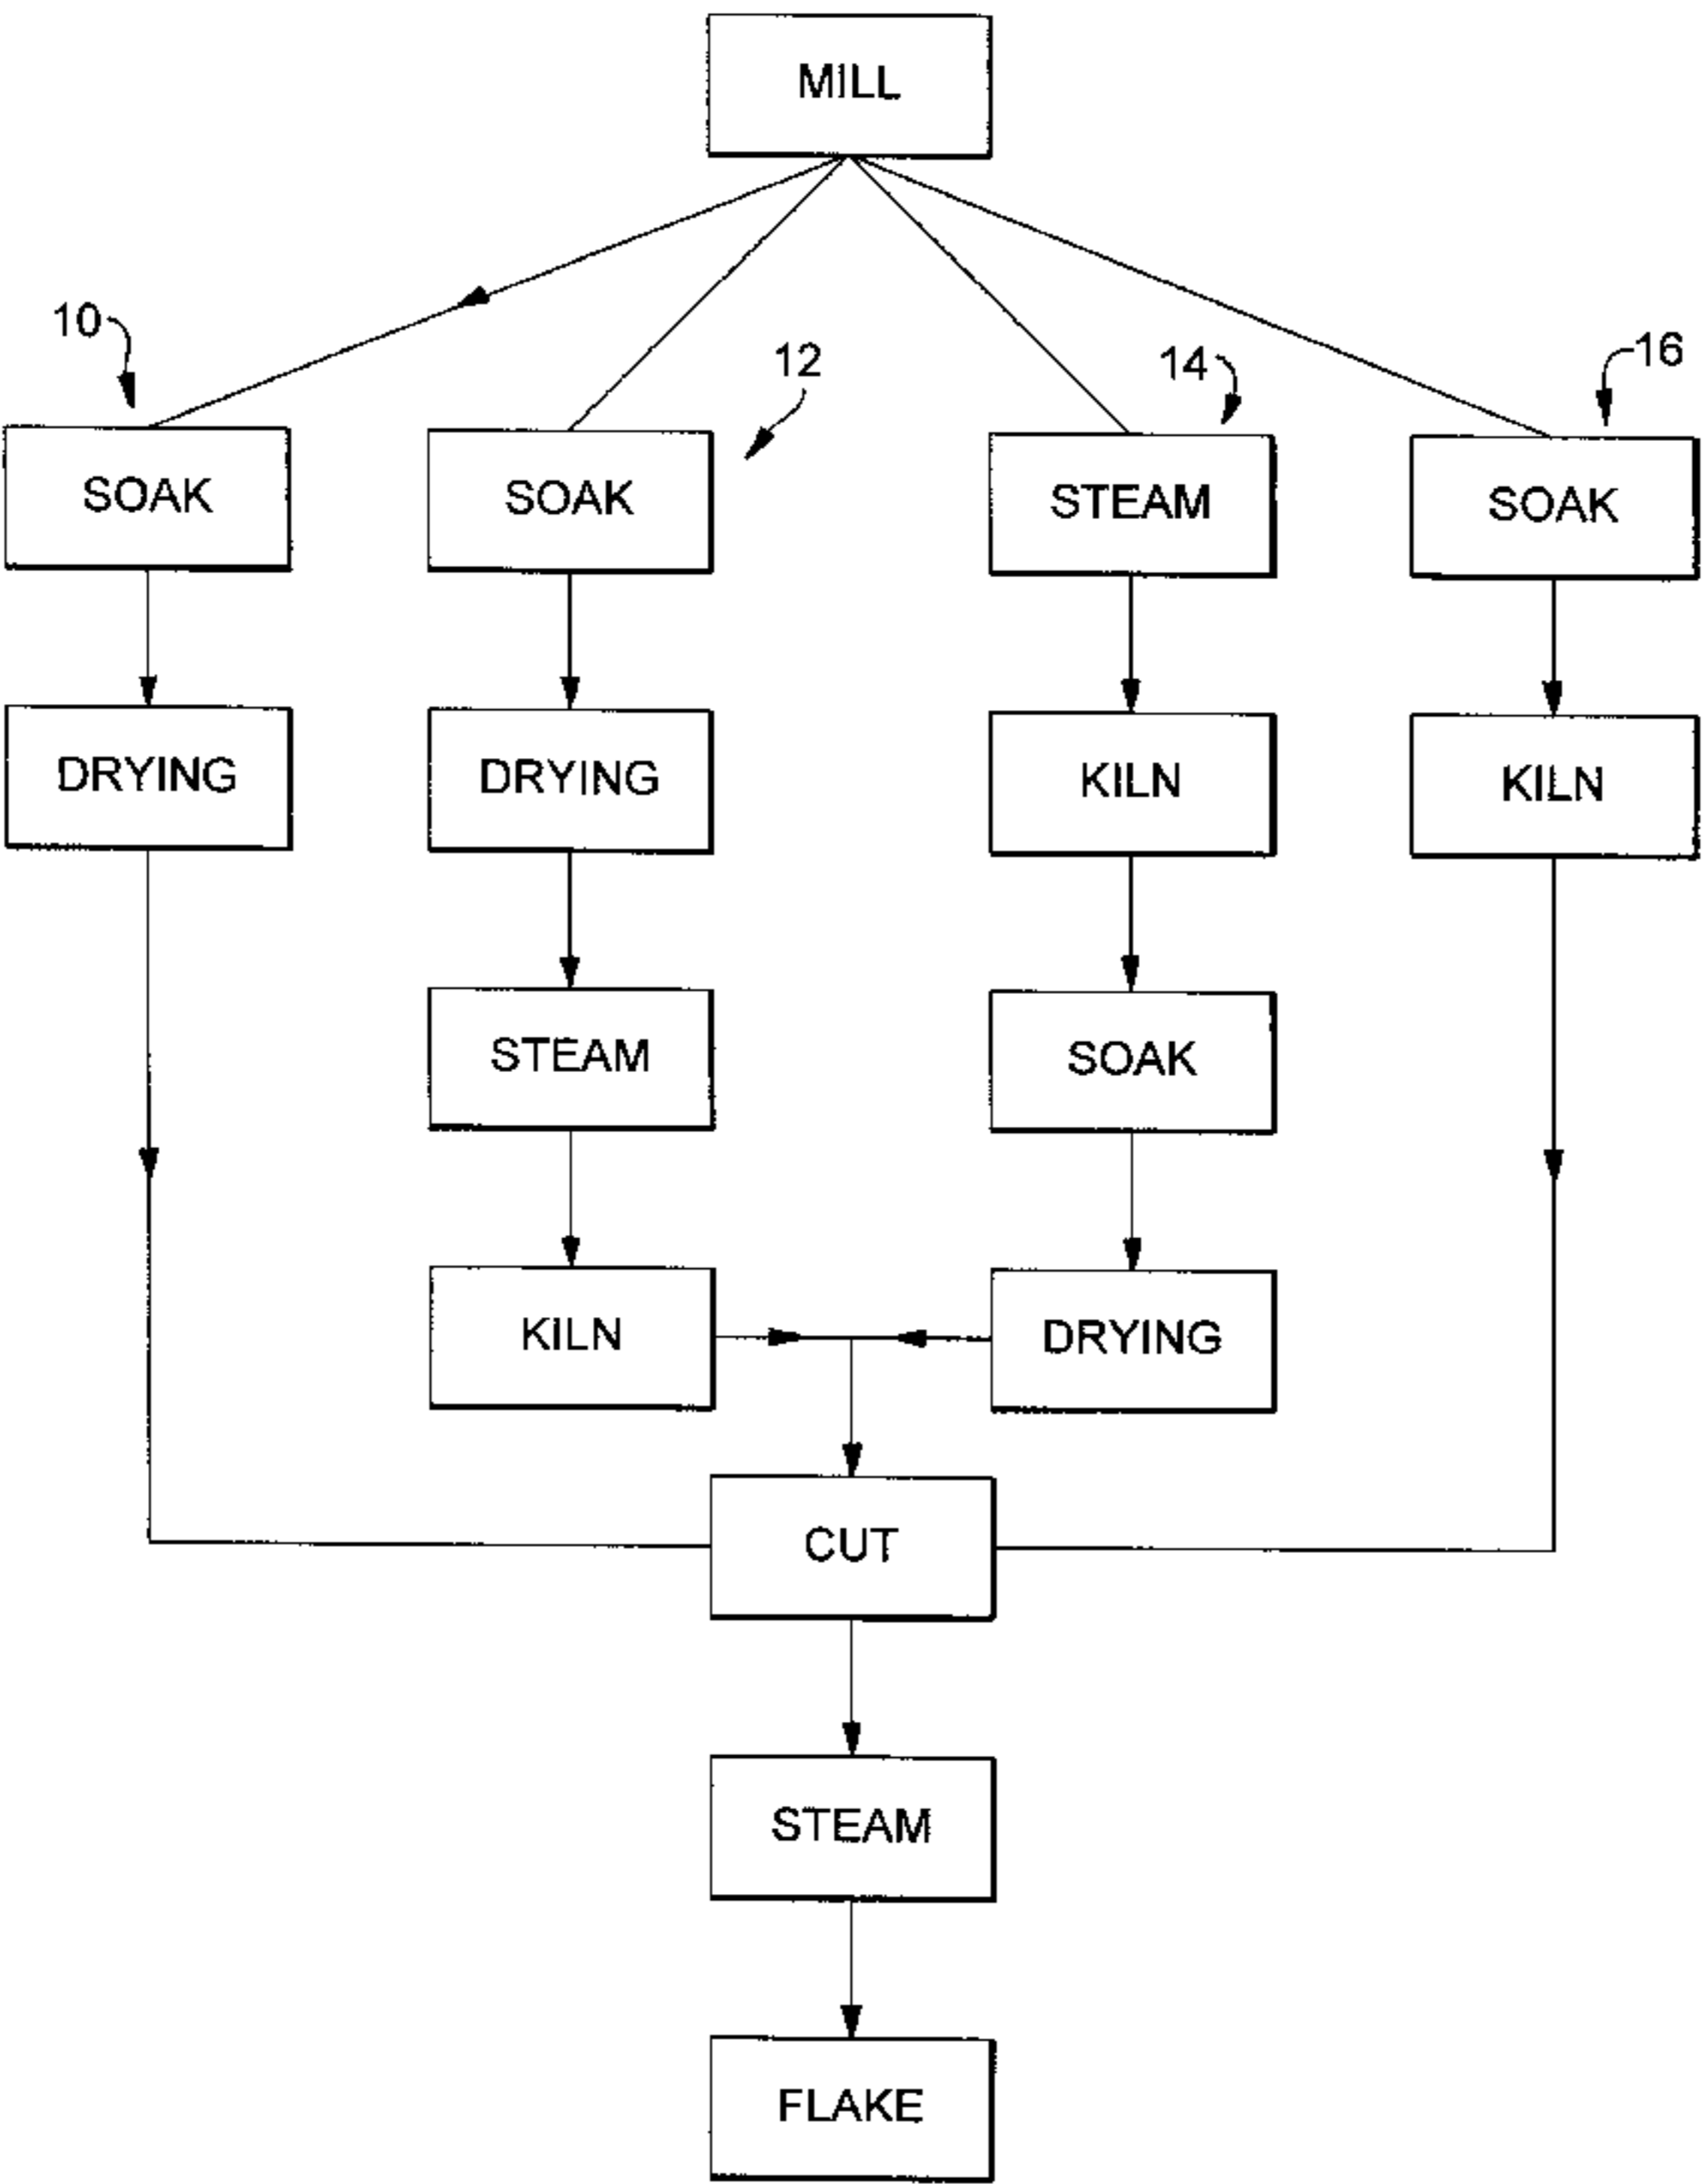 MILL
10
12
14
16
SOAK
SOAK
STEAM
SOAK
DRYING
DRYING
KILN
KILN
STEAM
SOAK
KILN
DRYING
CUT
STEAM
FLAKE